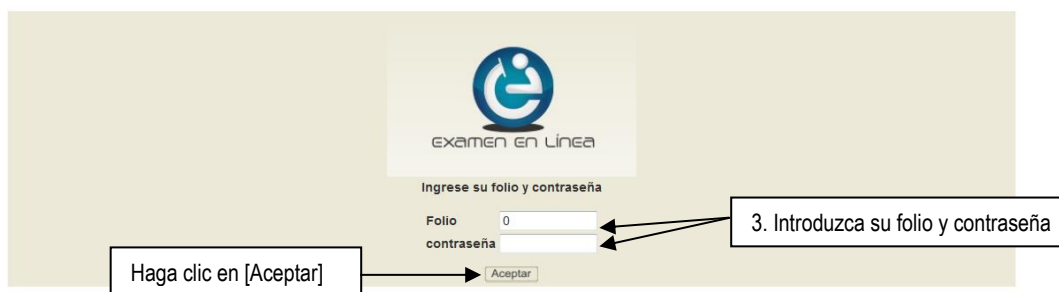 examen en Línea
Ingrese su folio y contraseña
Folio 0
contraseña
3. Introduzca su folio y contraseña
Haga clic en [Aceptar]
Aceptar